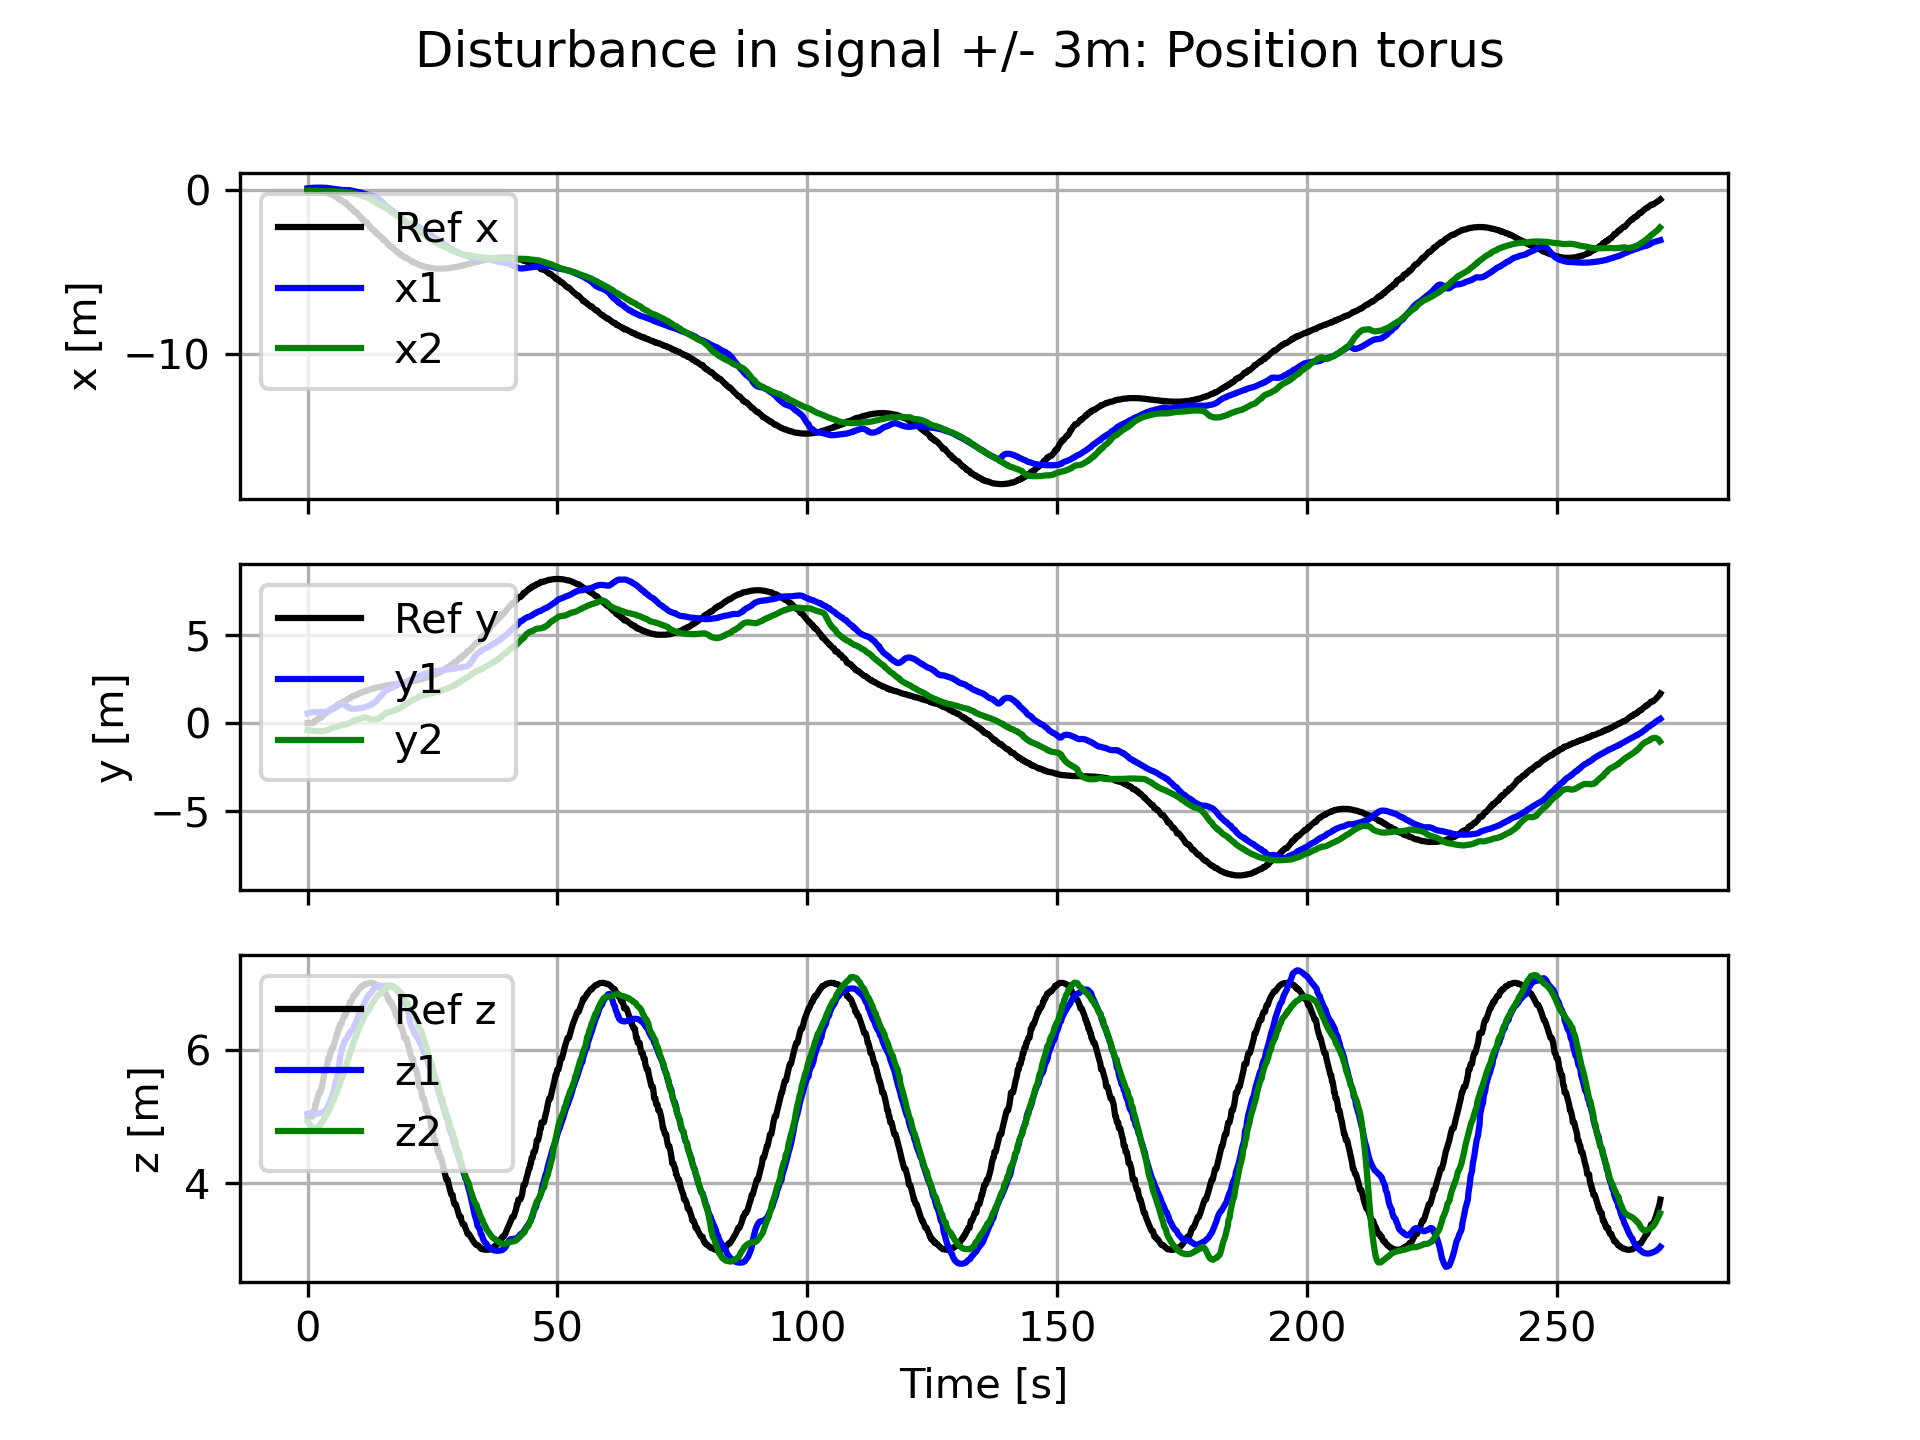 Disturbance in signal +/- 3m: Position torus
0
−10
x [m]
Ref x
x1
x2
5
0
−5
y [m]
Ref y
y1
y2
6
4
z [m]
Ref z
z1
z2
0 50 100 150 200 250
Time [s]